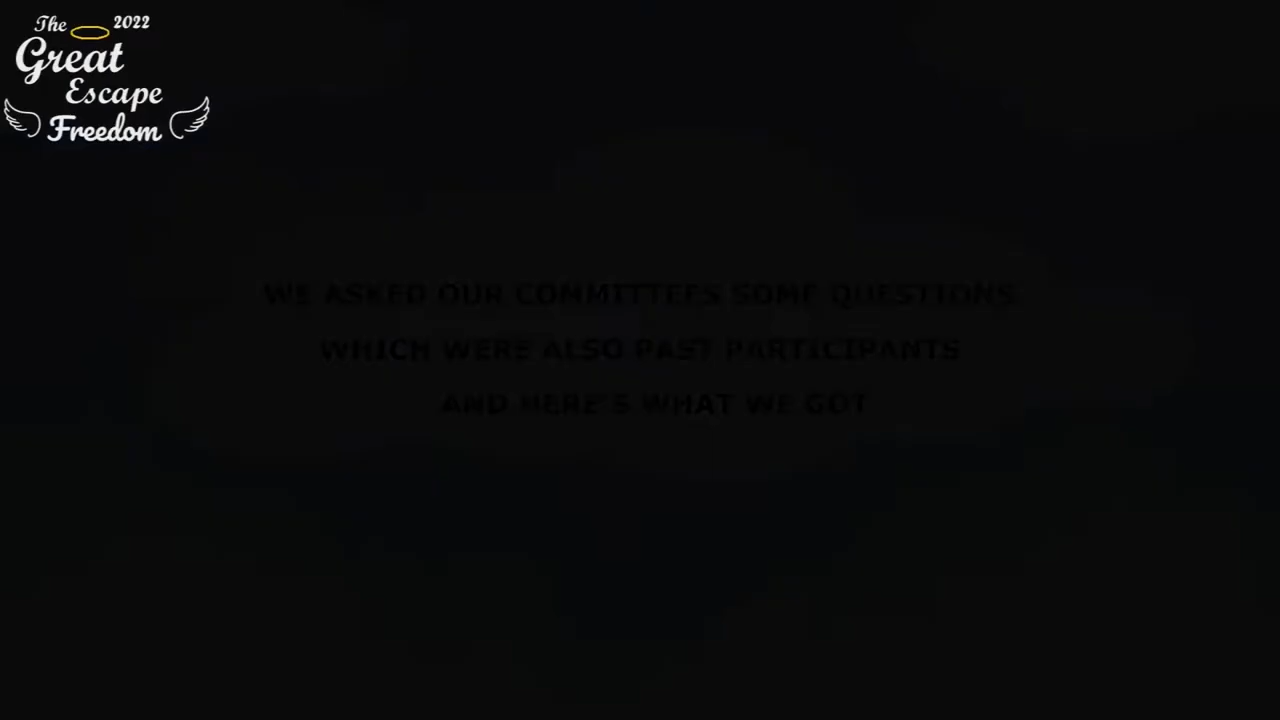 The 2022
Great
Escape
Freedom
WE ASKED OUR COMMITTEES SOME QUESTIONS
WHICH WERE ALSO PAST PARTICIPANTS
AND HERE'S WHAT WE GOT